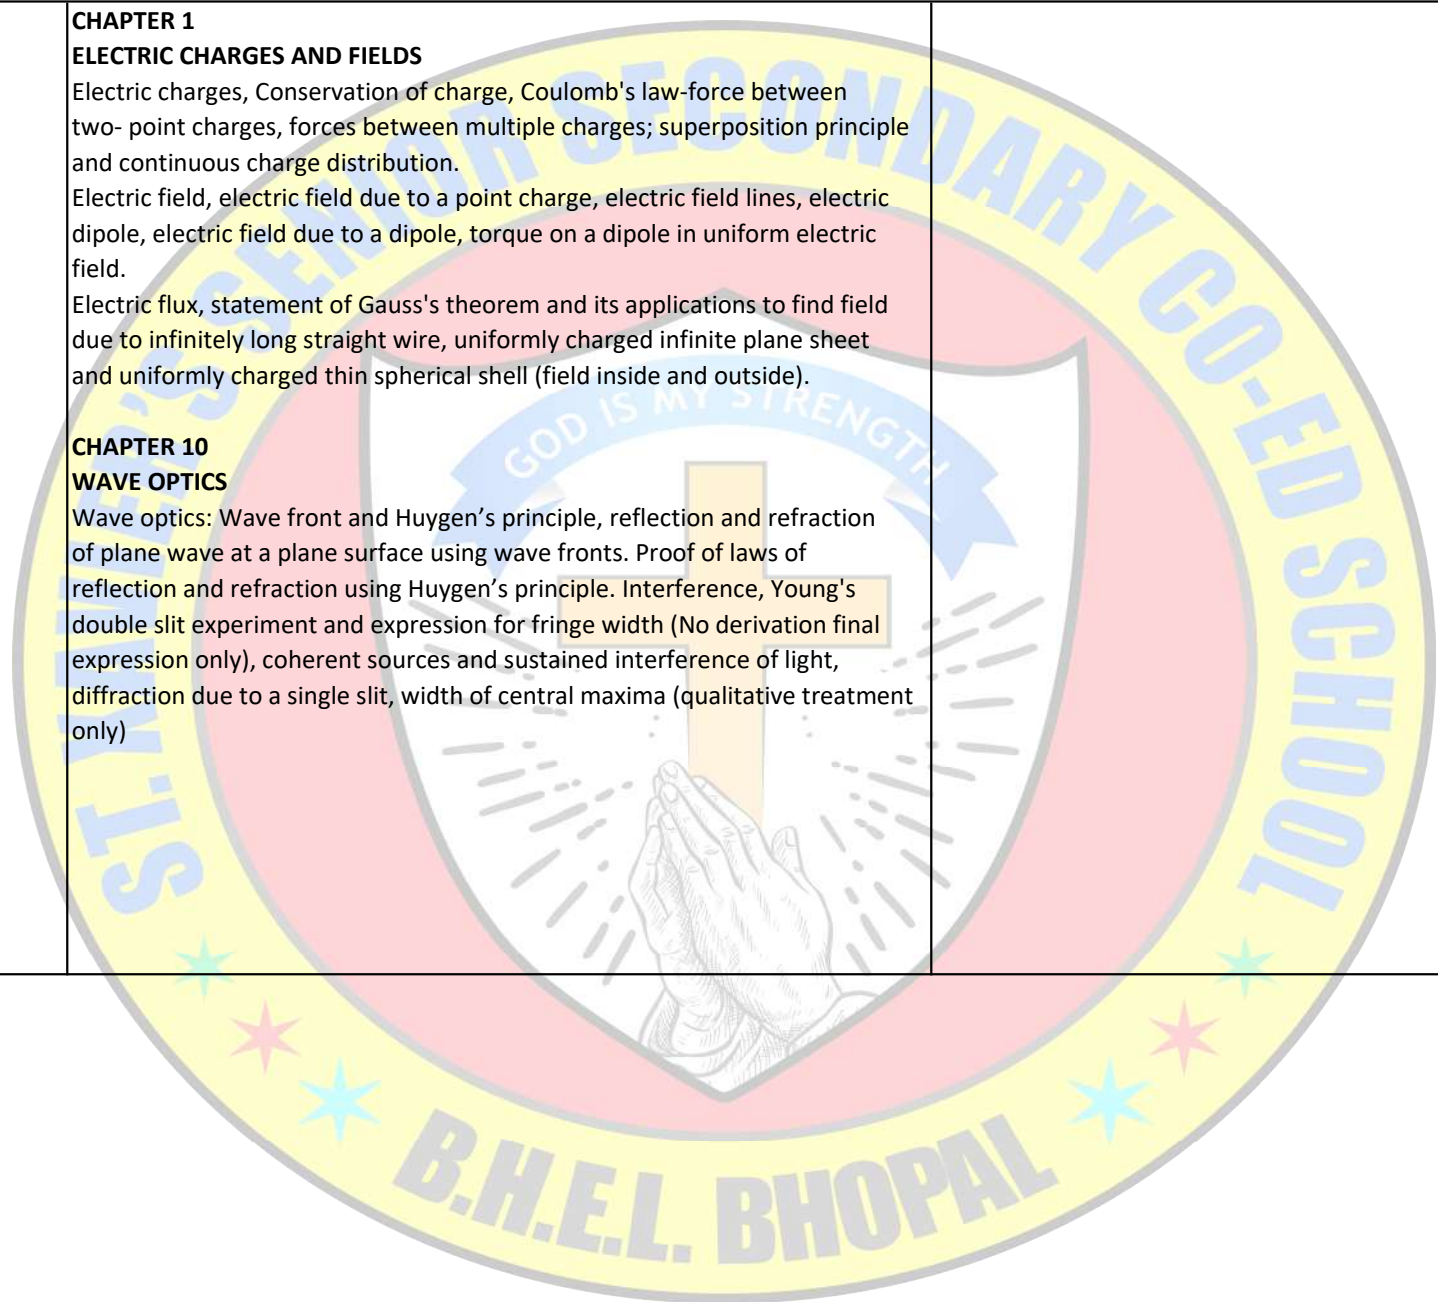 CHAPTER 1
ELECTRIC CHARGES AND FIELDS
Electric charges, Conservation of charge, Coulomb's law-force between
two- point charges, forces between multiple charges; superposition principle
and continuous charge distribution.
Electric field, electric field due to a point charge, electric field lines, electric
dipole, electric field due to a dipole, torque on a dipole in uniform electric
field.
Electric flux, statement of Gauss's theorem and its applications to find field
due to infinitely long straight wire, uniformly charged infinite plane sheet
and uniformly charged thin spherical shell (field inside and outside).
CHAPTER 10
WAVE OPTICS
Wave optics: Wave front and Huygen’s principle, reflection and refraction
of plane wave at a plane surface using wave fronts. Proof of laws of
reflection and refraction using Huygen’s principle. Interference, Young's
double slit experiment and expression for fringe width (No derivation final
expression only), coherent sources and sustained interference of light,
diffraction due to a single slit, width of central maxima (qualitative treatment
only)
ST. XAVIER'S SENIOR SECONDARY CO-ED SCHOOL
GOD IS MY STRENGTH
B.H.E.L. BHOPAL